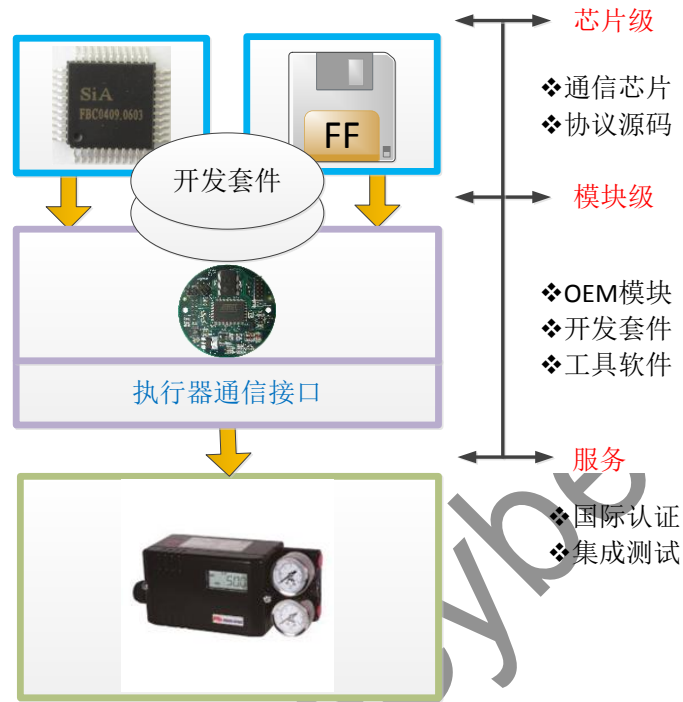 芯片级
SiA
FBC0409.0603
FF
❖通信芯片
❖协议源码
开发套件
模块级
❖OEM模块
❖开发套件
❖工具软件
执行器通信接口
服务
❖国际认证
❖集成测试